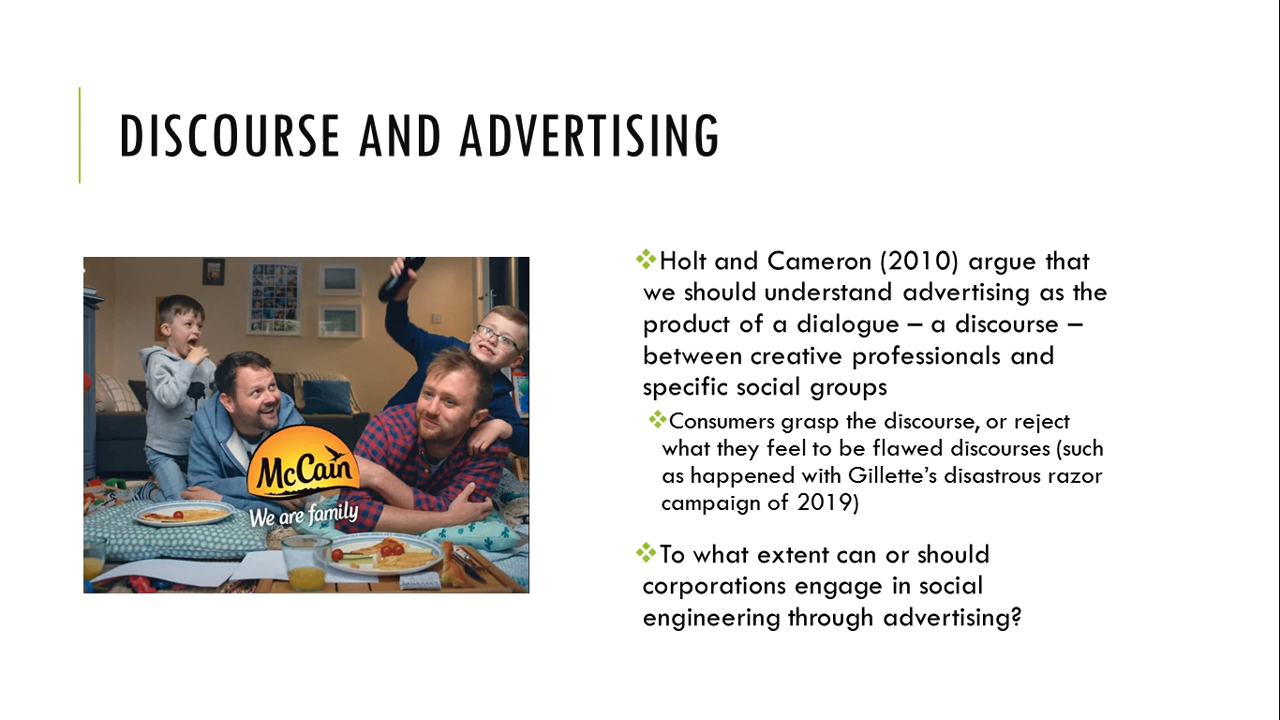 DISCOURSE AND ADVERTISING
McCain
We are family
❖Holt and Cameron (2010) argue that
we should understand advertising as the
product of a dialogue – a discourse –
between creative professionals and
specific social groups
❖Consumers grasp the discourse, or reject
what they feel to be flawed discourses (such
as happened with Gillette’s disastrous razor
campaign of 2019)
❖To what extent can or should
corporations engage in social
engineering through advertising?